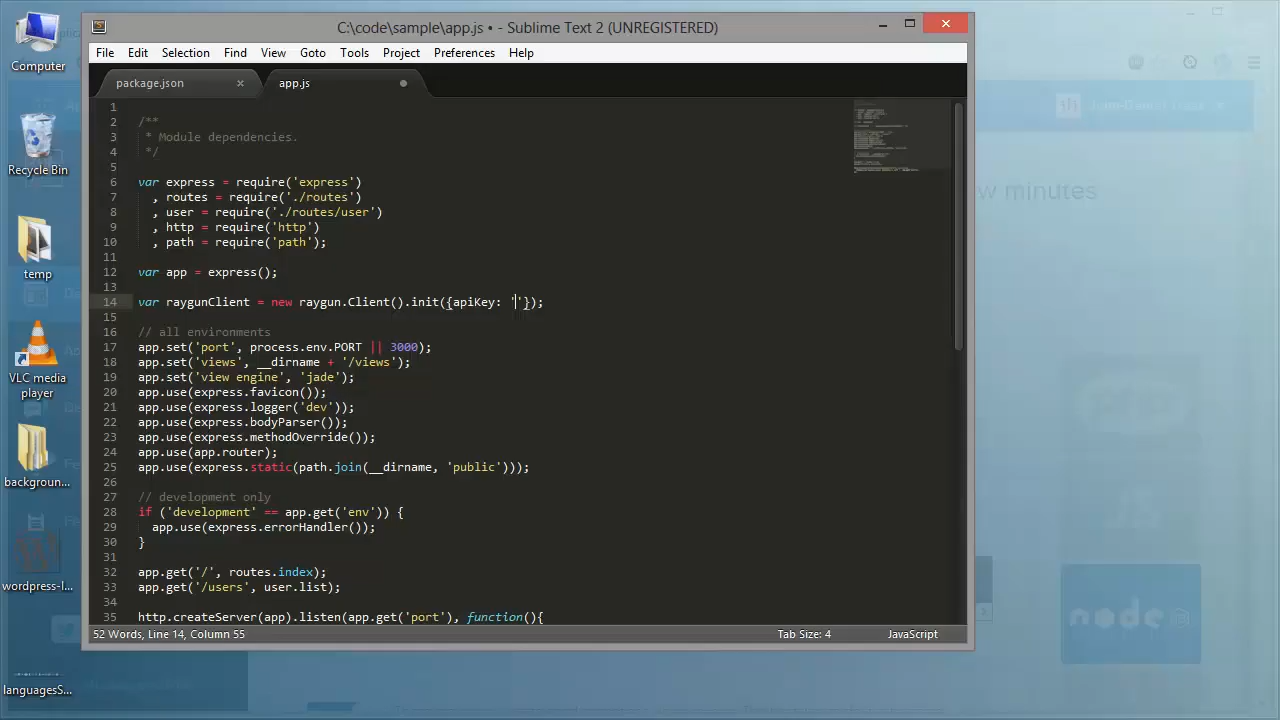 Computer
Recycle Bin
temp
VLC media
player
backgroun...
wordpress-l...
languagesS...
C:\code\sample\app.js • - Sublime Text 2 (UNREGISTERED)
File Edit Selection Find View Goto Tools Project Preferences Help
package.json × app.js
1
2 /**
3  * Module dependencies.
4  */
5
6 var express = require('express')
7   , routes = require('./routes')
8   , user = require('./routes/user')
9   , http = require('http')
10   , path = require('path');
11
12 var app = express();
13
14 var raygunClient = new raygun.Client().init({apiKey: ''});
15
16 // all environments
17 app.set('port', process.env.PORT || 3000);
18 app.set('views', __dirname + '/views');
19 app.set('view engine', 'jade');
20 app.use(express.favicon());
21 app.use(express.logger('dev'));
22 app.use(express.bodyParser());
23 app.use(express.methodOverride());
24 app.use(app.router);
25 app.use(express.static(path.join(__dirname, 'public')));
26
27 // development only
28 if ('development' == app.get('env')) {
29   app.use(express.errorHandler());
30 }
31
32 app.get('/', routes.index);
33 app.get('/users', user.list);
34
35 http.createServer(app).listen(app.get('port'), function(){
52 Words, Line 14, Column 55 Tab Size: 4 JavaScript
minutes
node